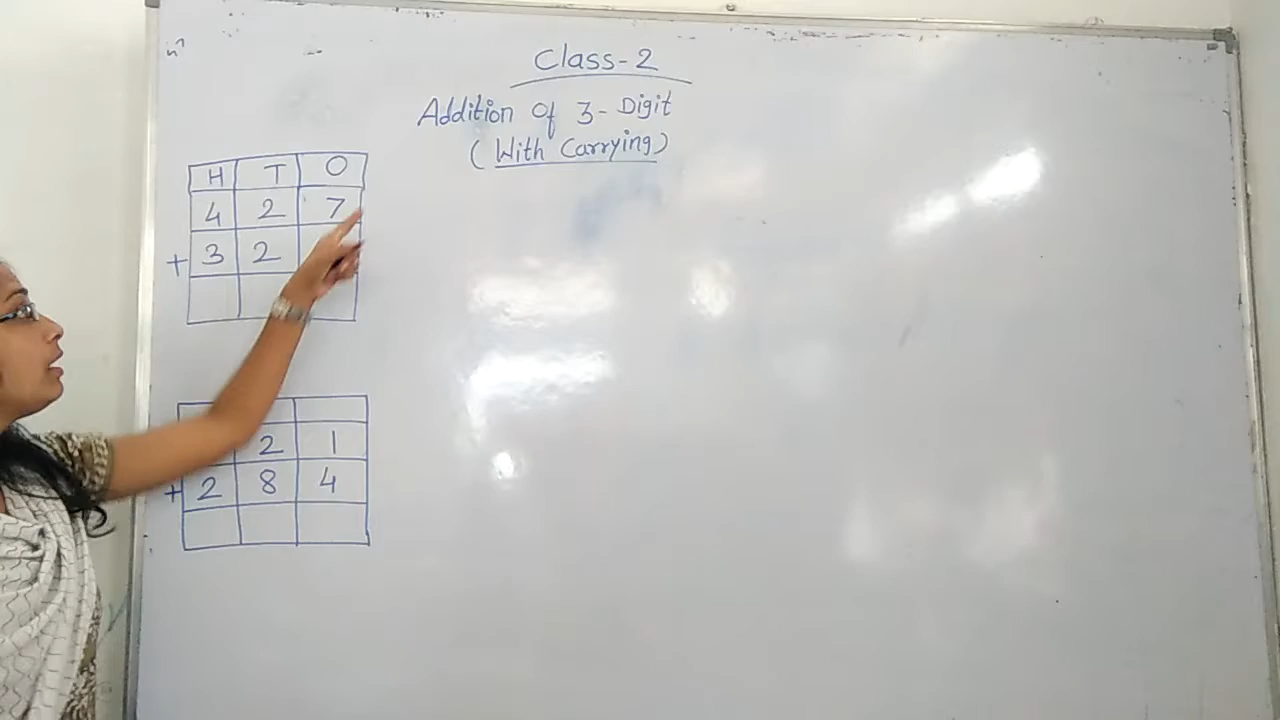 Class-2
Addition Of 3-Digit
(With Carrying)
H T O
4 2 7
+ 3 2
2 1
+ 2 8 4